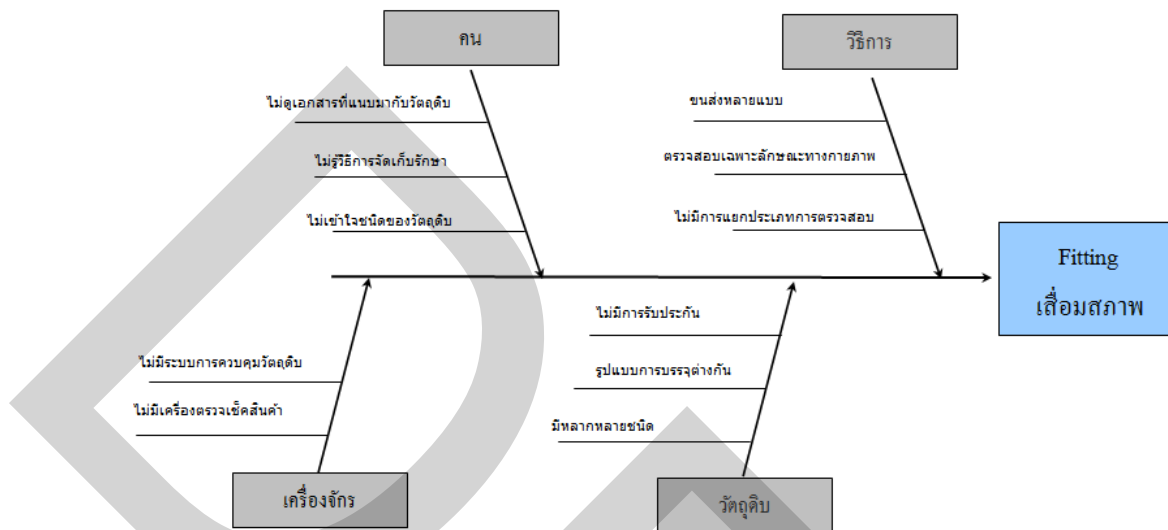 คน
วิธีการ
ไม่ดูเอกสารที่แนบมากับวัตถุดิบ
ไม่รู้วิธีการจัดเก็บรักษา
ไม่เข้าใจชนิดของวัตถุดิบ
ขนส่งหลายแบบ
ตรวจสอบเฉพาะลักษณะทางกายภาพ
ไม่มีการแยกประเภทการตรวจสอบ
Fitting
เสื่อมสภาพ
ไม่มีระบบการควบคุมวัตถุดิบ
ไม่มีเครื่องตรวจเช็คสินค้า
ไม่มีการรับประกัน
รูปแบบการบรรจุต่างกัน
มีหลากหลายชนิด
เครื่องจักร
วัตถุดิบ